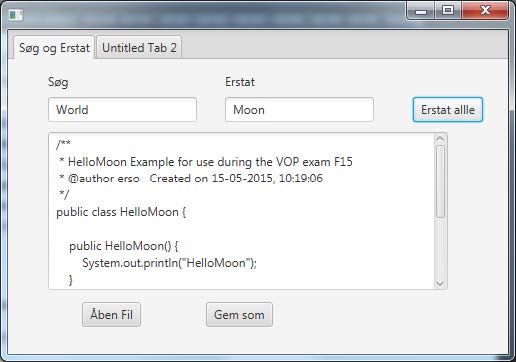 Søg og Erstat Untitled Tab 2
Søg Erstat
World Moon Erstat allle
/**
 * HelloMoon Example for use during the VOP exam F15
 * @author erso   Created on 15-05-2015, 10:19:06
 */
public class HelloMoon {
    public HelloMoon() {
        System.out.println("HelloMoon");
    }
Åben Fil Gem som